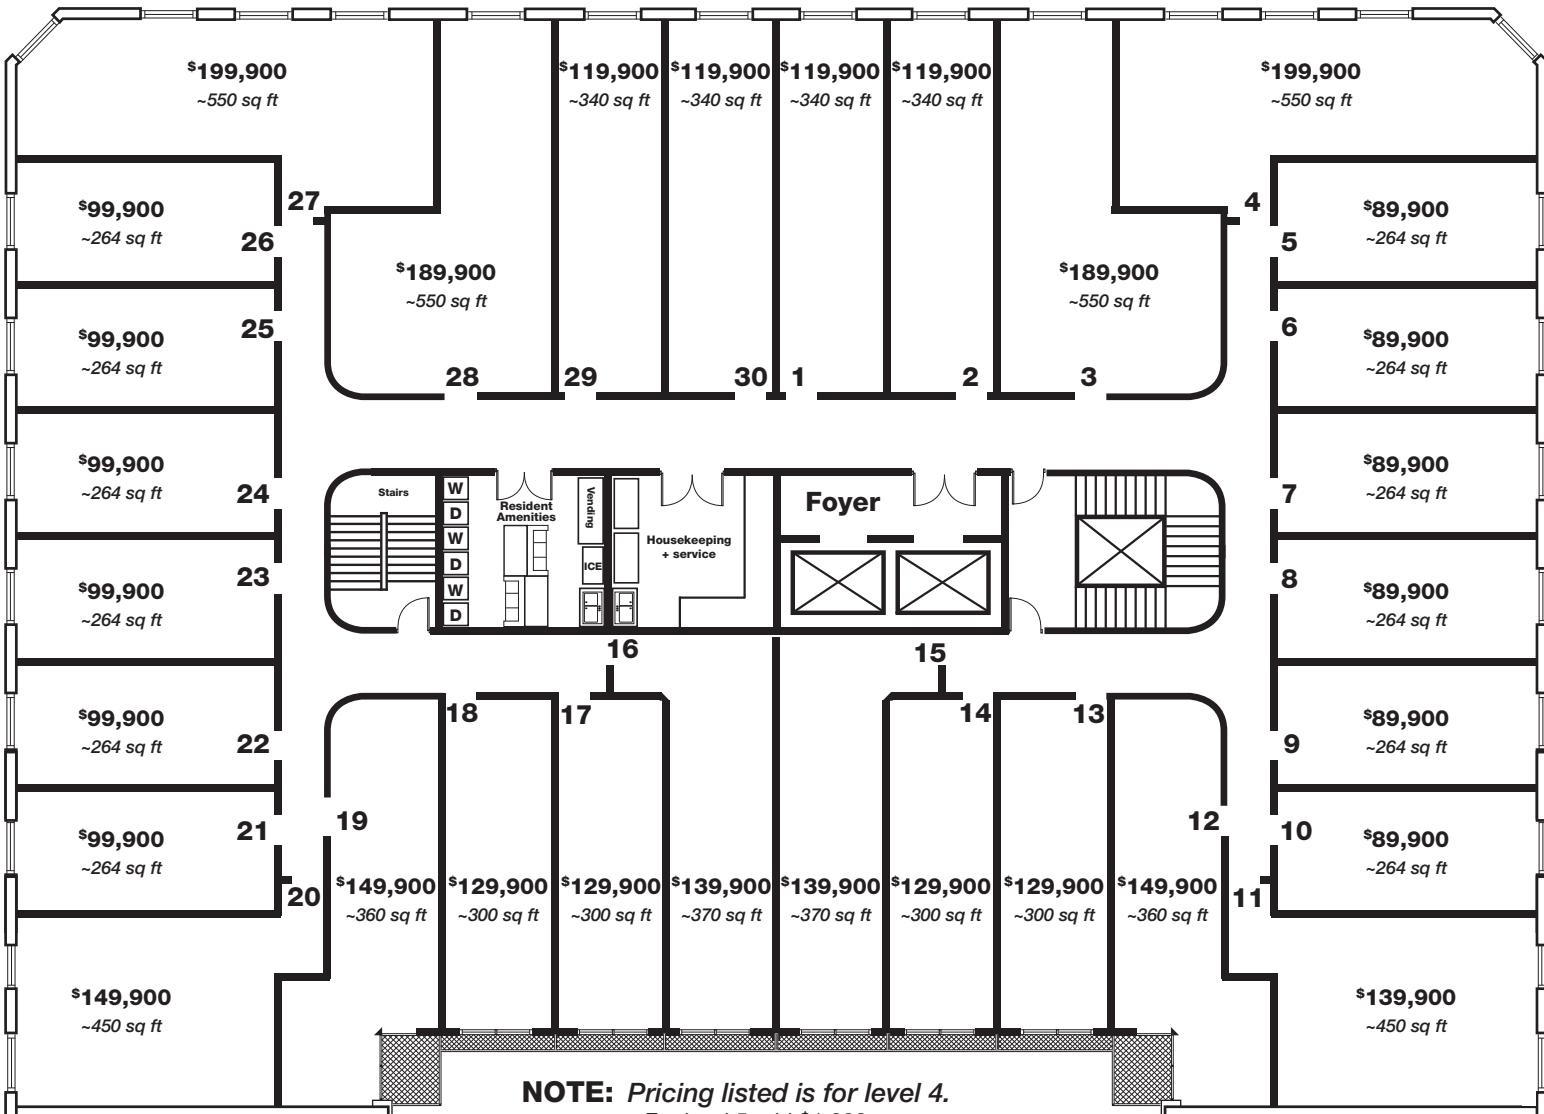 $199,900
~550 sq ft
$119,900
~340 sq ft
$119,900
~340 sq ft
$119,900
~340 sq ft
$119,900
~340 sq ft
$199,900
~550 sq ft
27
4
$99,900
~264 sq ft
26
$189,900
~550 sq ft
$189,900
~550 sq ft
5
$89,900
~264 sq ft
$99,900
~264 sq ft
25
6
$89,900
~264 sq ft
28
29
30
1
2
3
$99,900
~264 sq ft
24
7
$89,900
~264 sq ft
Stairs
W
D
W
D
W
D
Resident
Amenities
Vending
ICE
Housekeeping
+ service
Foyer
$99,900
~264 sq ft
23
8
$89,900
~264 sq ft
16
15
$99,900
~264 sq ft
22
18
17
14
13
9
$89,900
~264 sq ft
$99,900
~264 sq ft
21
19
12
10
$89,900
~264 sq ft
20
$149,900
~360 sq ft
$129,900
~300 sq ft
$129,900
~300 sq ft
$139,900
~370 sq ft
$139,900
~370 sq ft
$129,900
~300 sq ft
$129,900
~300 sq ft
$149,900
~360 sq ft
11
$149,900
~450 sq ft
$139,900
~450 sq ft
NOTE: Pricing listed is for level 4.